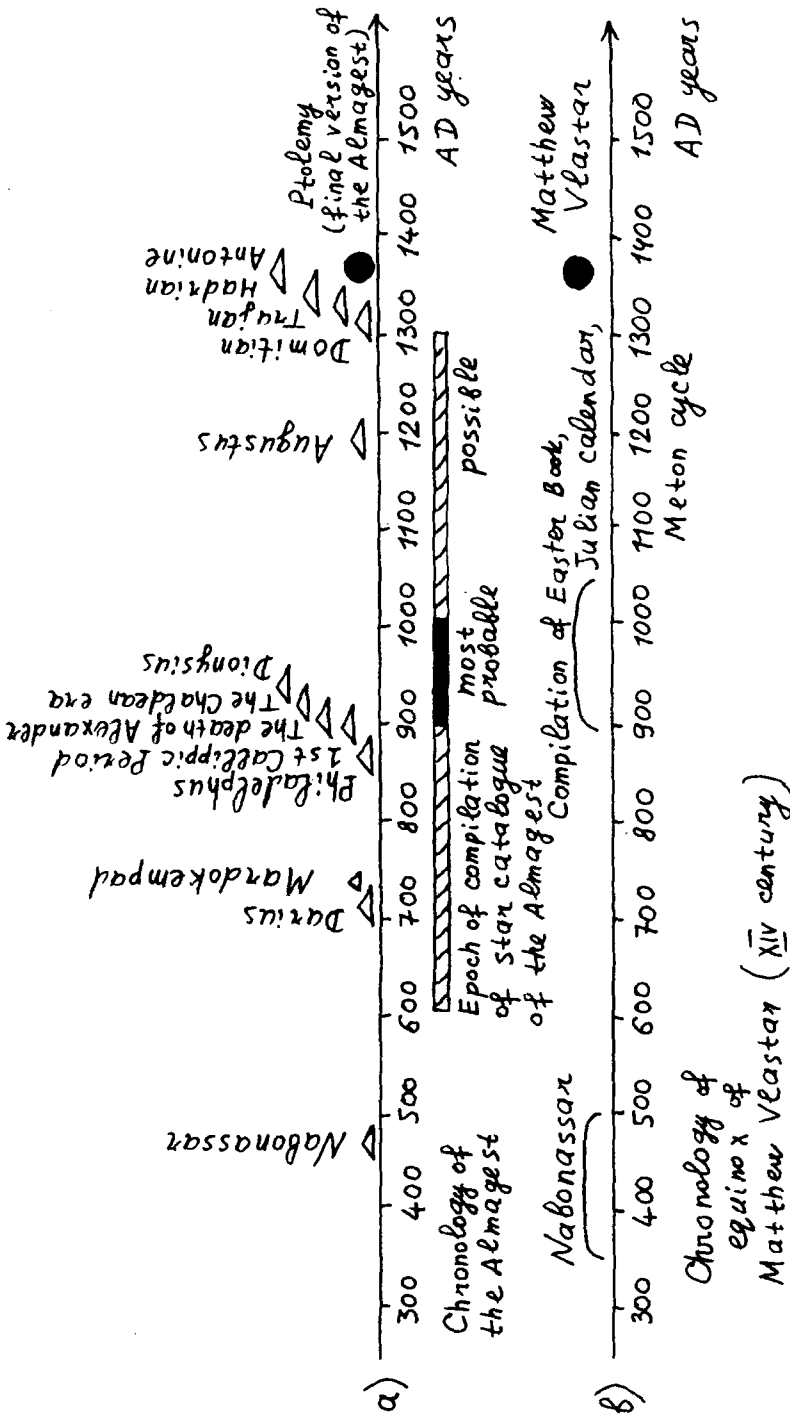 a)
Nabonassar
Darius
Mardokempad
Philadelphus
1st Callippic Period
The death of Alexander
The Chaldean era
Dionysius
Augustus
Domitian
Trajan
Hadrian
Antonine
Ptolemy
(final version of
the Almagest)
300 400 500 600 700 800 900 1000 1100 1200 1300 1400 1500
AD years
Chronology of
the Almagest
Epoch of compilation
of star catalogue
of the Almagest
most
probable
possible
b)
Nabonassar
Compilation of Easter Book,
Julian calendar,
Meton cycle
Matthew
Vlastar
300 400 500 600 700 800 900 1000 1100 1200 1300 1400 1500
AD years
Chronology of
equinox of
Matthew Vlastar (XIV century)